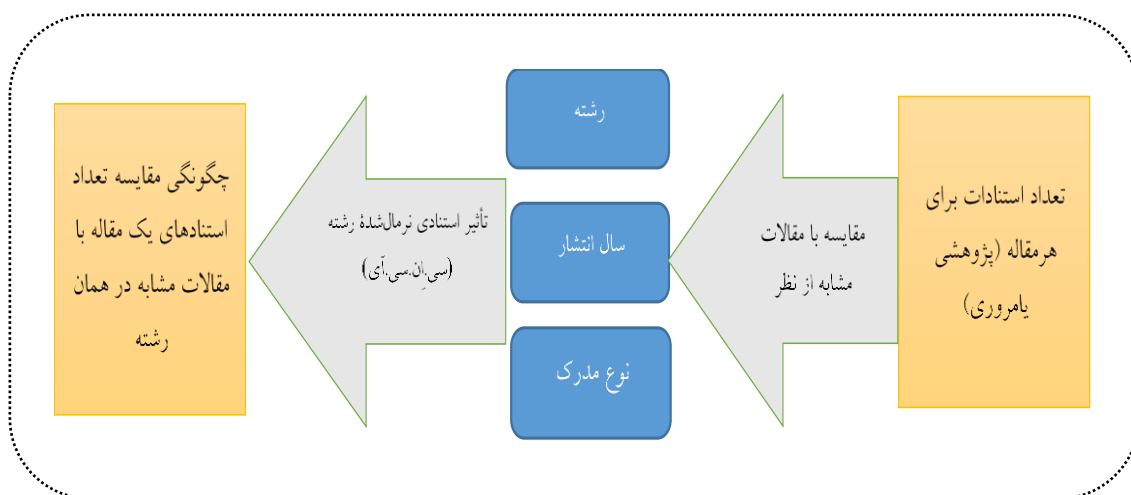 تعداد استنادات برای
هرمقاله (پژوهشی
یامروری)
مقایسه با مقالات
مشابه از نظر
رشته
سال انتشار
نوع مدرک
تأثیر استنادی نرمال‌شدهٔ رشته
(سی.اِن.سی.آی)
چگونگی مقایسه تعداد
استنادهای یک مقاله با
مقالات مشابه در همان
رشته